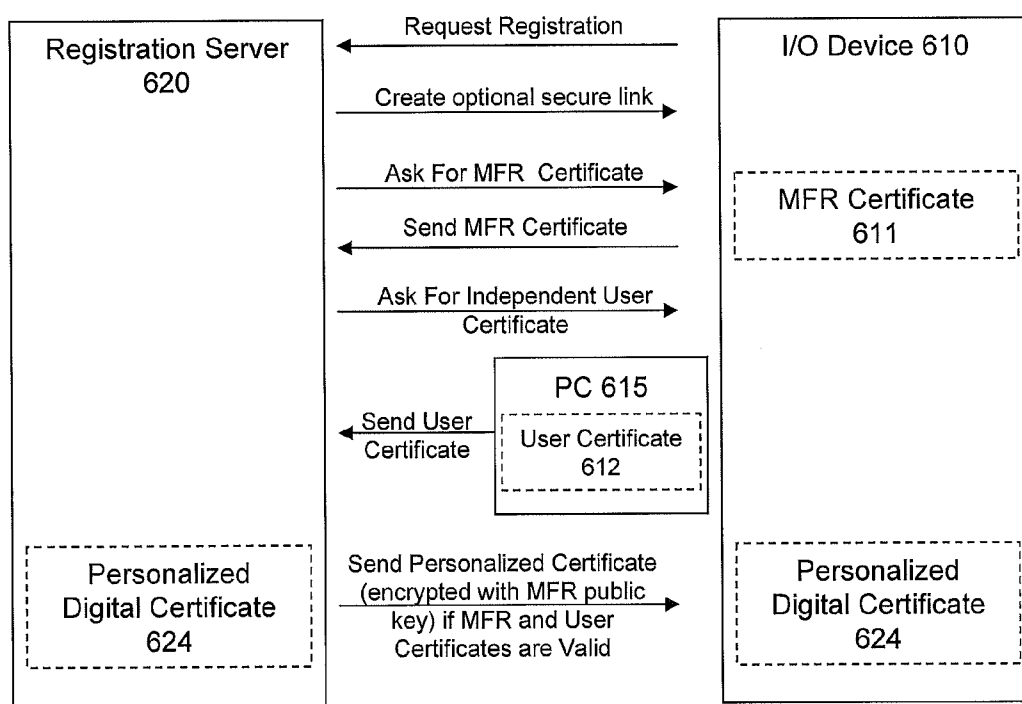 Registration Server
620
Request Registration
I/O Device 610
Create optional secure link
Ask For MFR Certificate
MFR Certificate
611
Send MFR Certificate
Ask For Independent User
Certificate
PC 615
Send User
Certificate
User Certificate
612
Personalized
Digital Certificate
624
Send Personalized Certificate
(encrypted with MFR public
key) if MFR and User
Certificates are Valid
Personalized
Digital Certificate
624